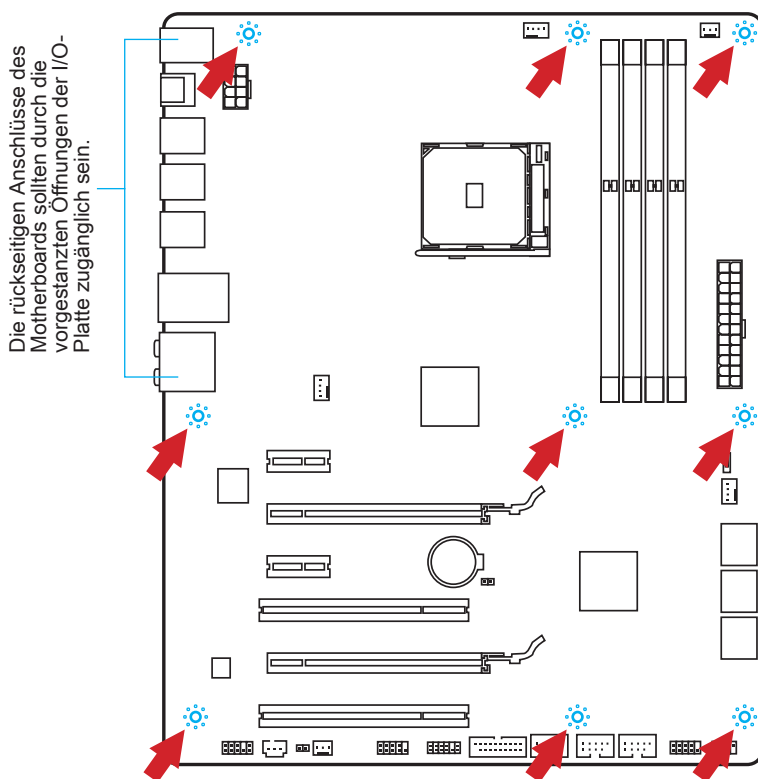 Die rückseitigen Anschlüsse des
Motherboards sollten durch die
vorgestanzten Öffnungen der I/O-
Platte zugänglich sein.